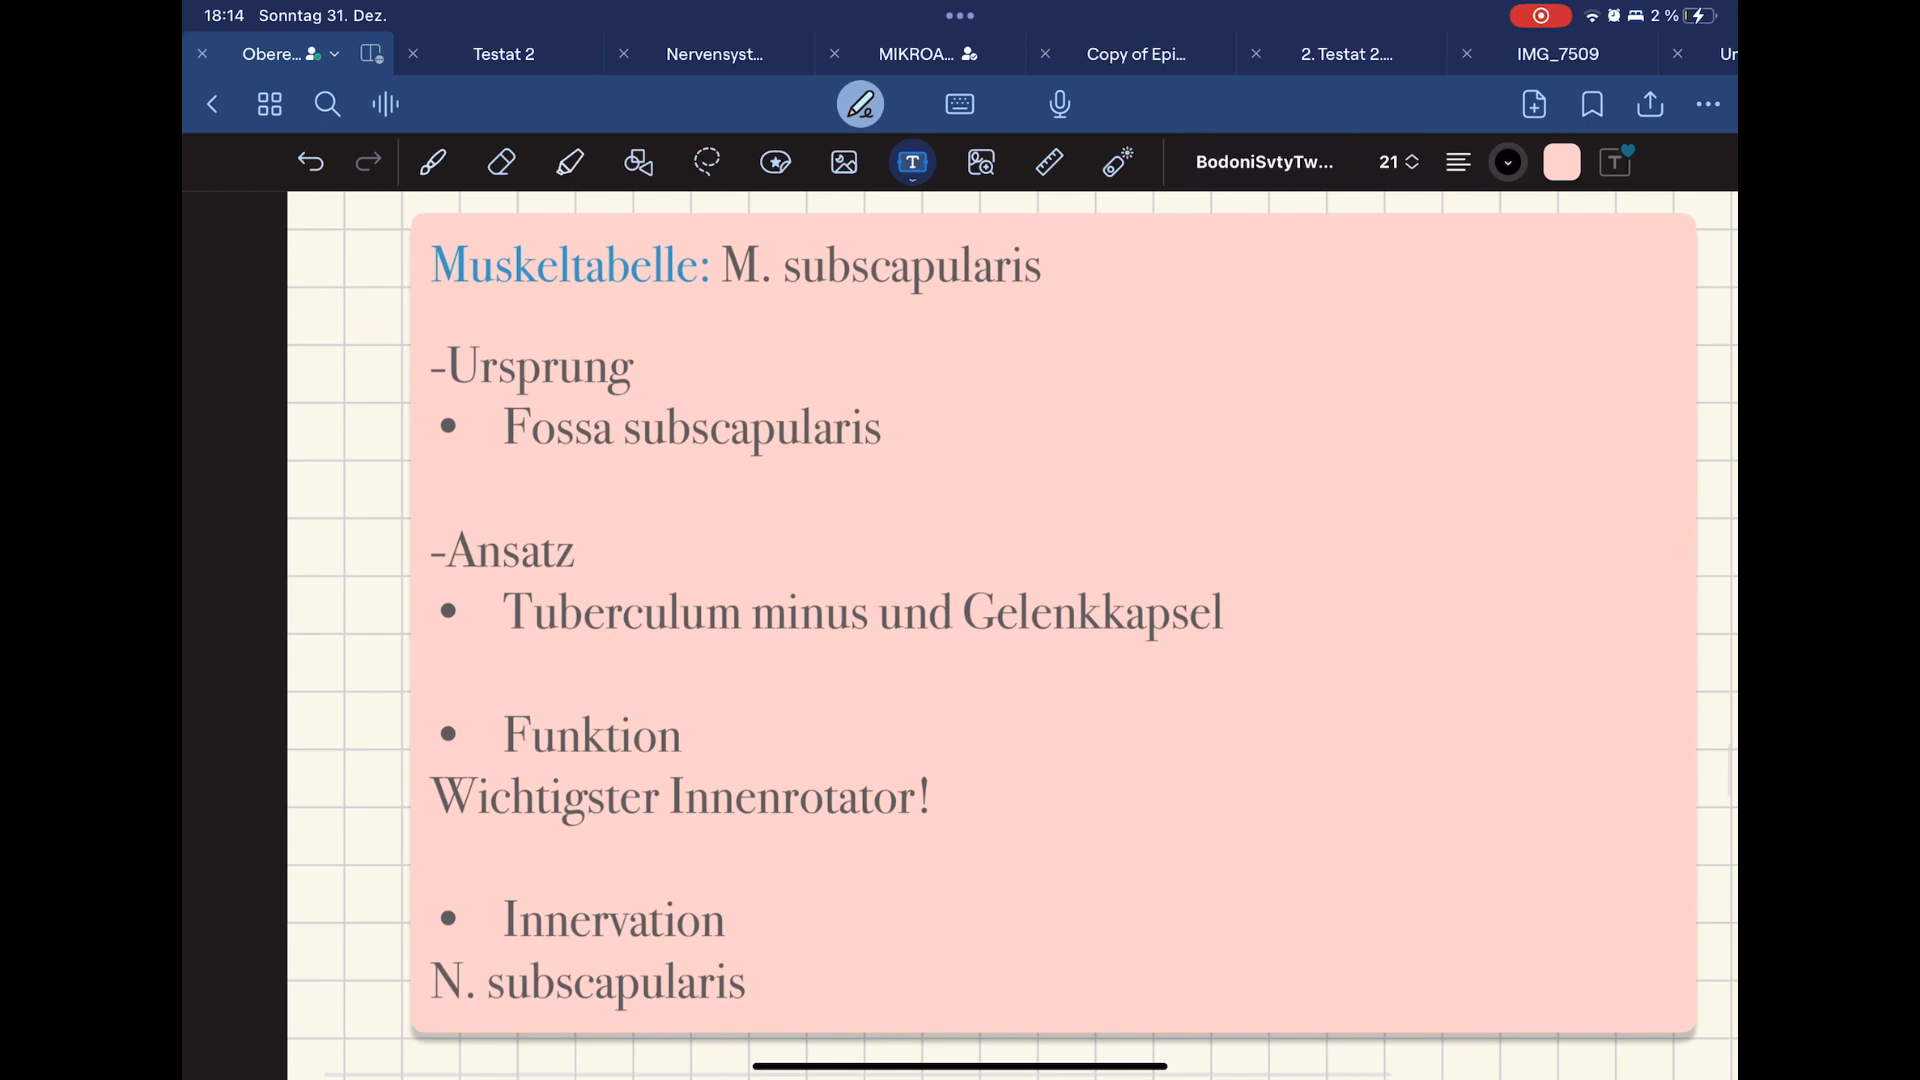 18:14 Sonntag 31. Dez.
2 %
Obere...
Testat 2
Nervensyst...
MIKROA...
Copy of Epi...
2. Testat 2....
IMG_7509
Ur
BodoniSvtyTw... 21
Muskeltabelle: M. subscapularis
-Ursprung
• Fossa subscapularis
-Ansatz
• Tuberculum minus und Gelenkkapsel
• Funktion
Wichtigster Innenrotator!
• Innervation
N. subscapularis